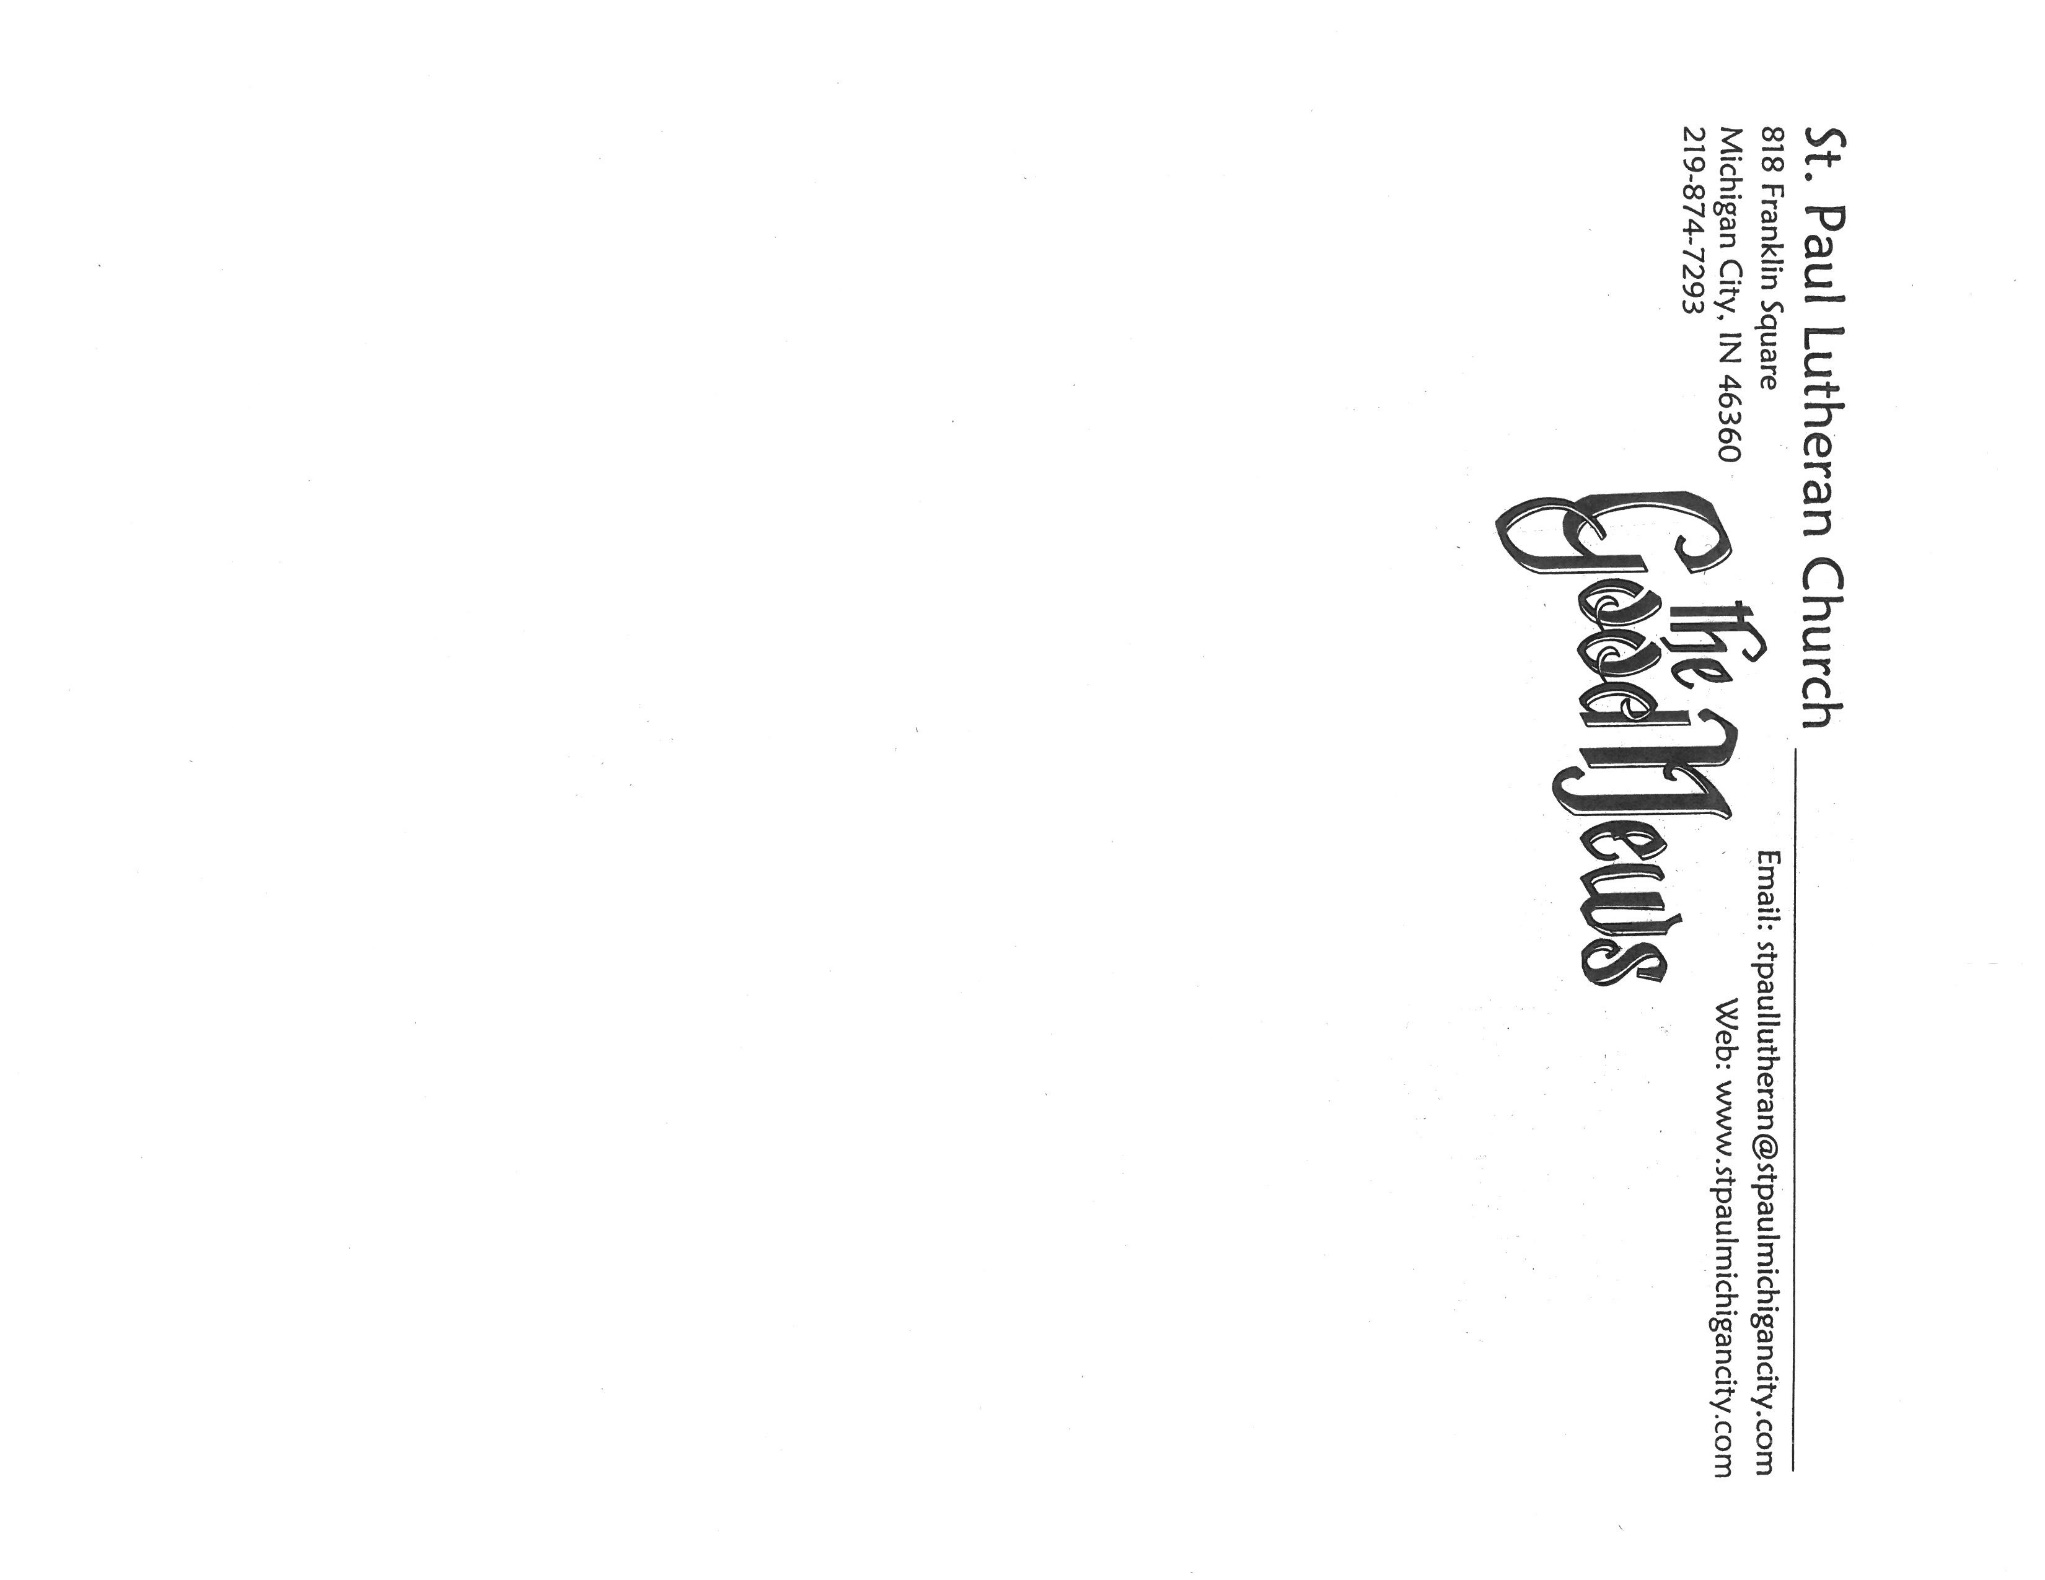 St. Paul Lutheran Church
818 Franklin Square
Michigan City, IN 46360
219-874-7293
Email: stpaullutheran@stpaulmichigancity.com
Web: www.stpaulmichigancity.com
the
Good News